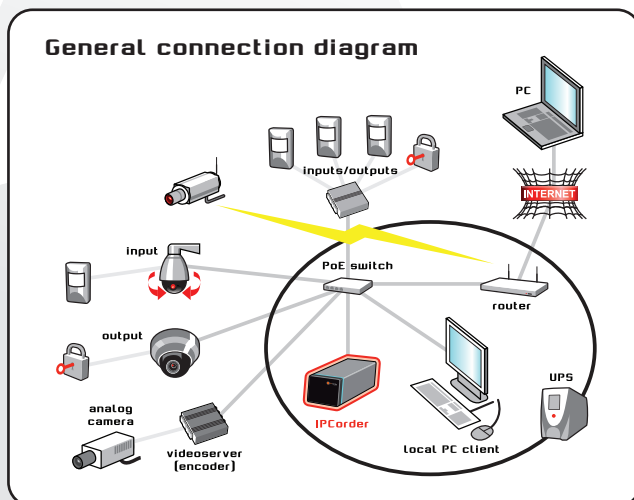 General connection diagram
PC
inputs/outputs
INTERNET
input
PoE switch
router
output
UPS
analog
camera
IPCorder
videoserver
(encoder)
local PC client